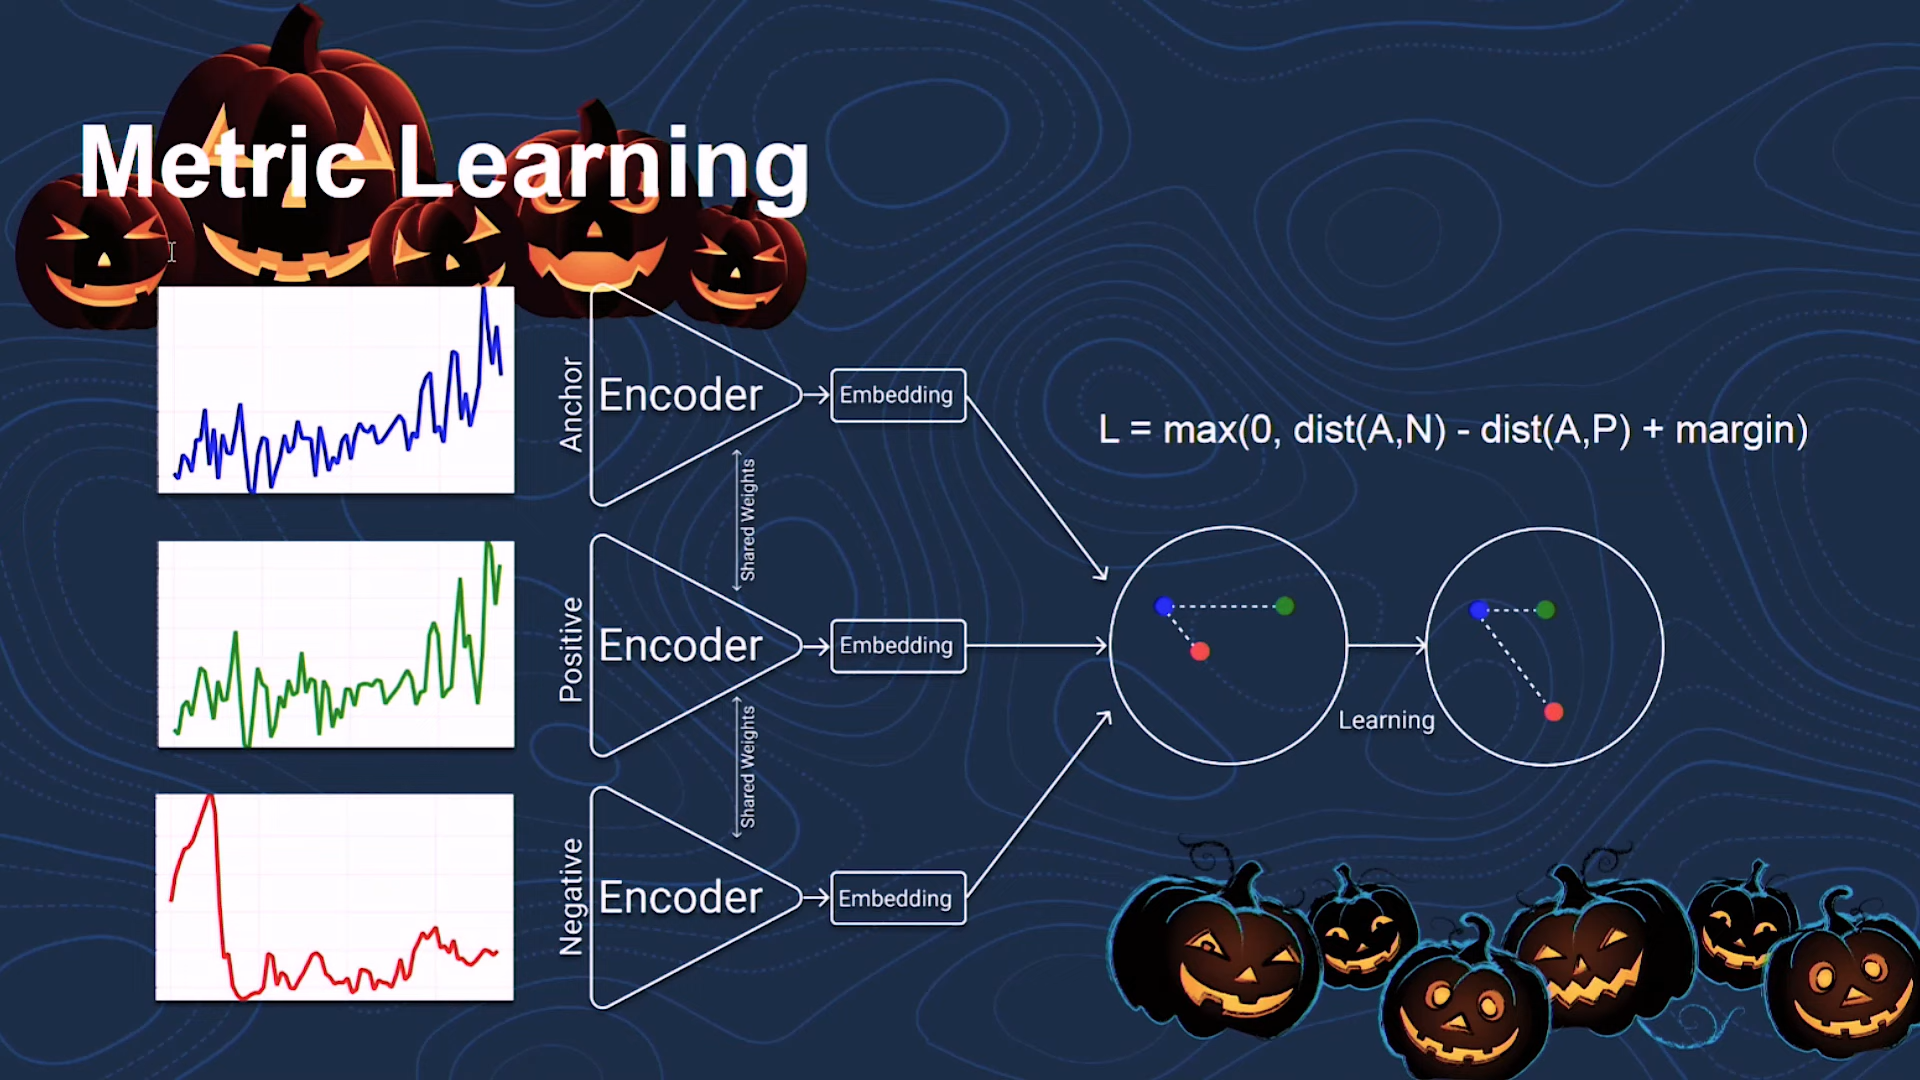 Metric Learning
Anchor
Encoder
Embedding
L = max(0, dist(A,N) - dist(A,P) + margin)
Shared Weights
Positive
Encoder
Embedding
Learning
Shared Weights
Negative
Encoder
Embedding